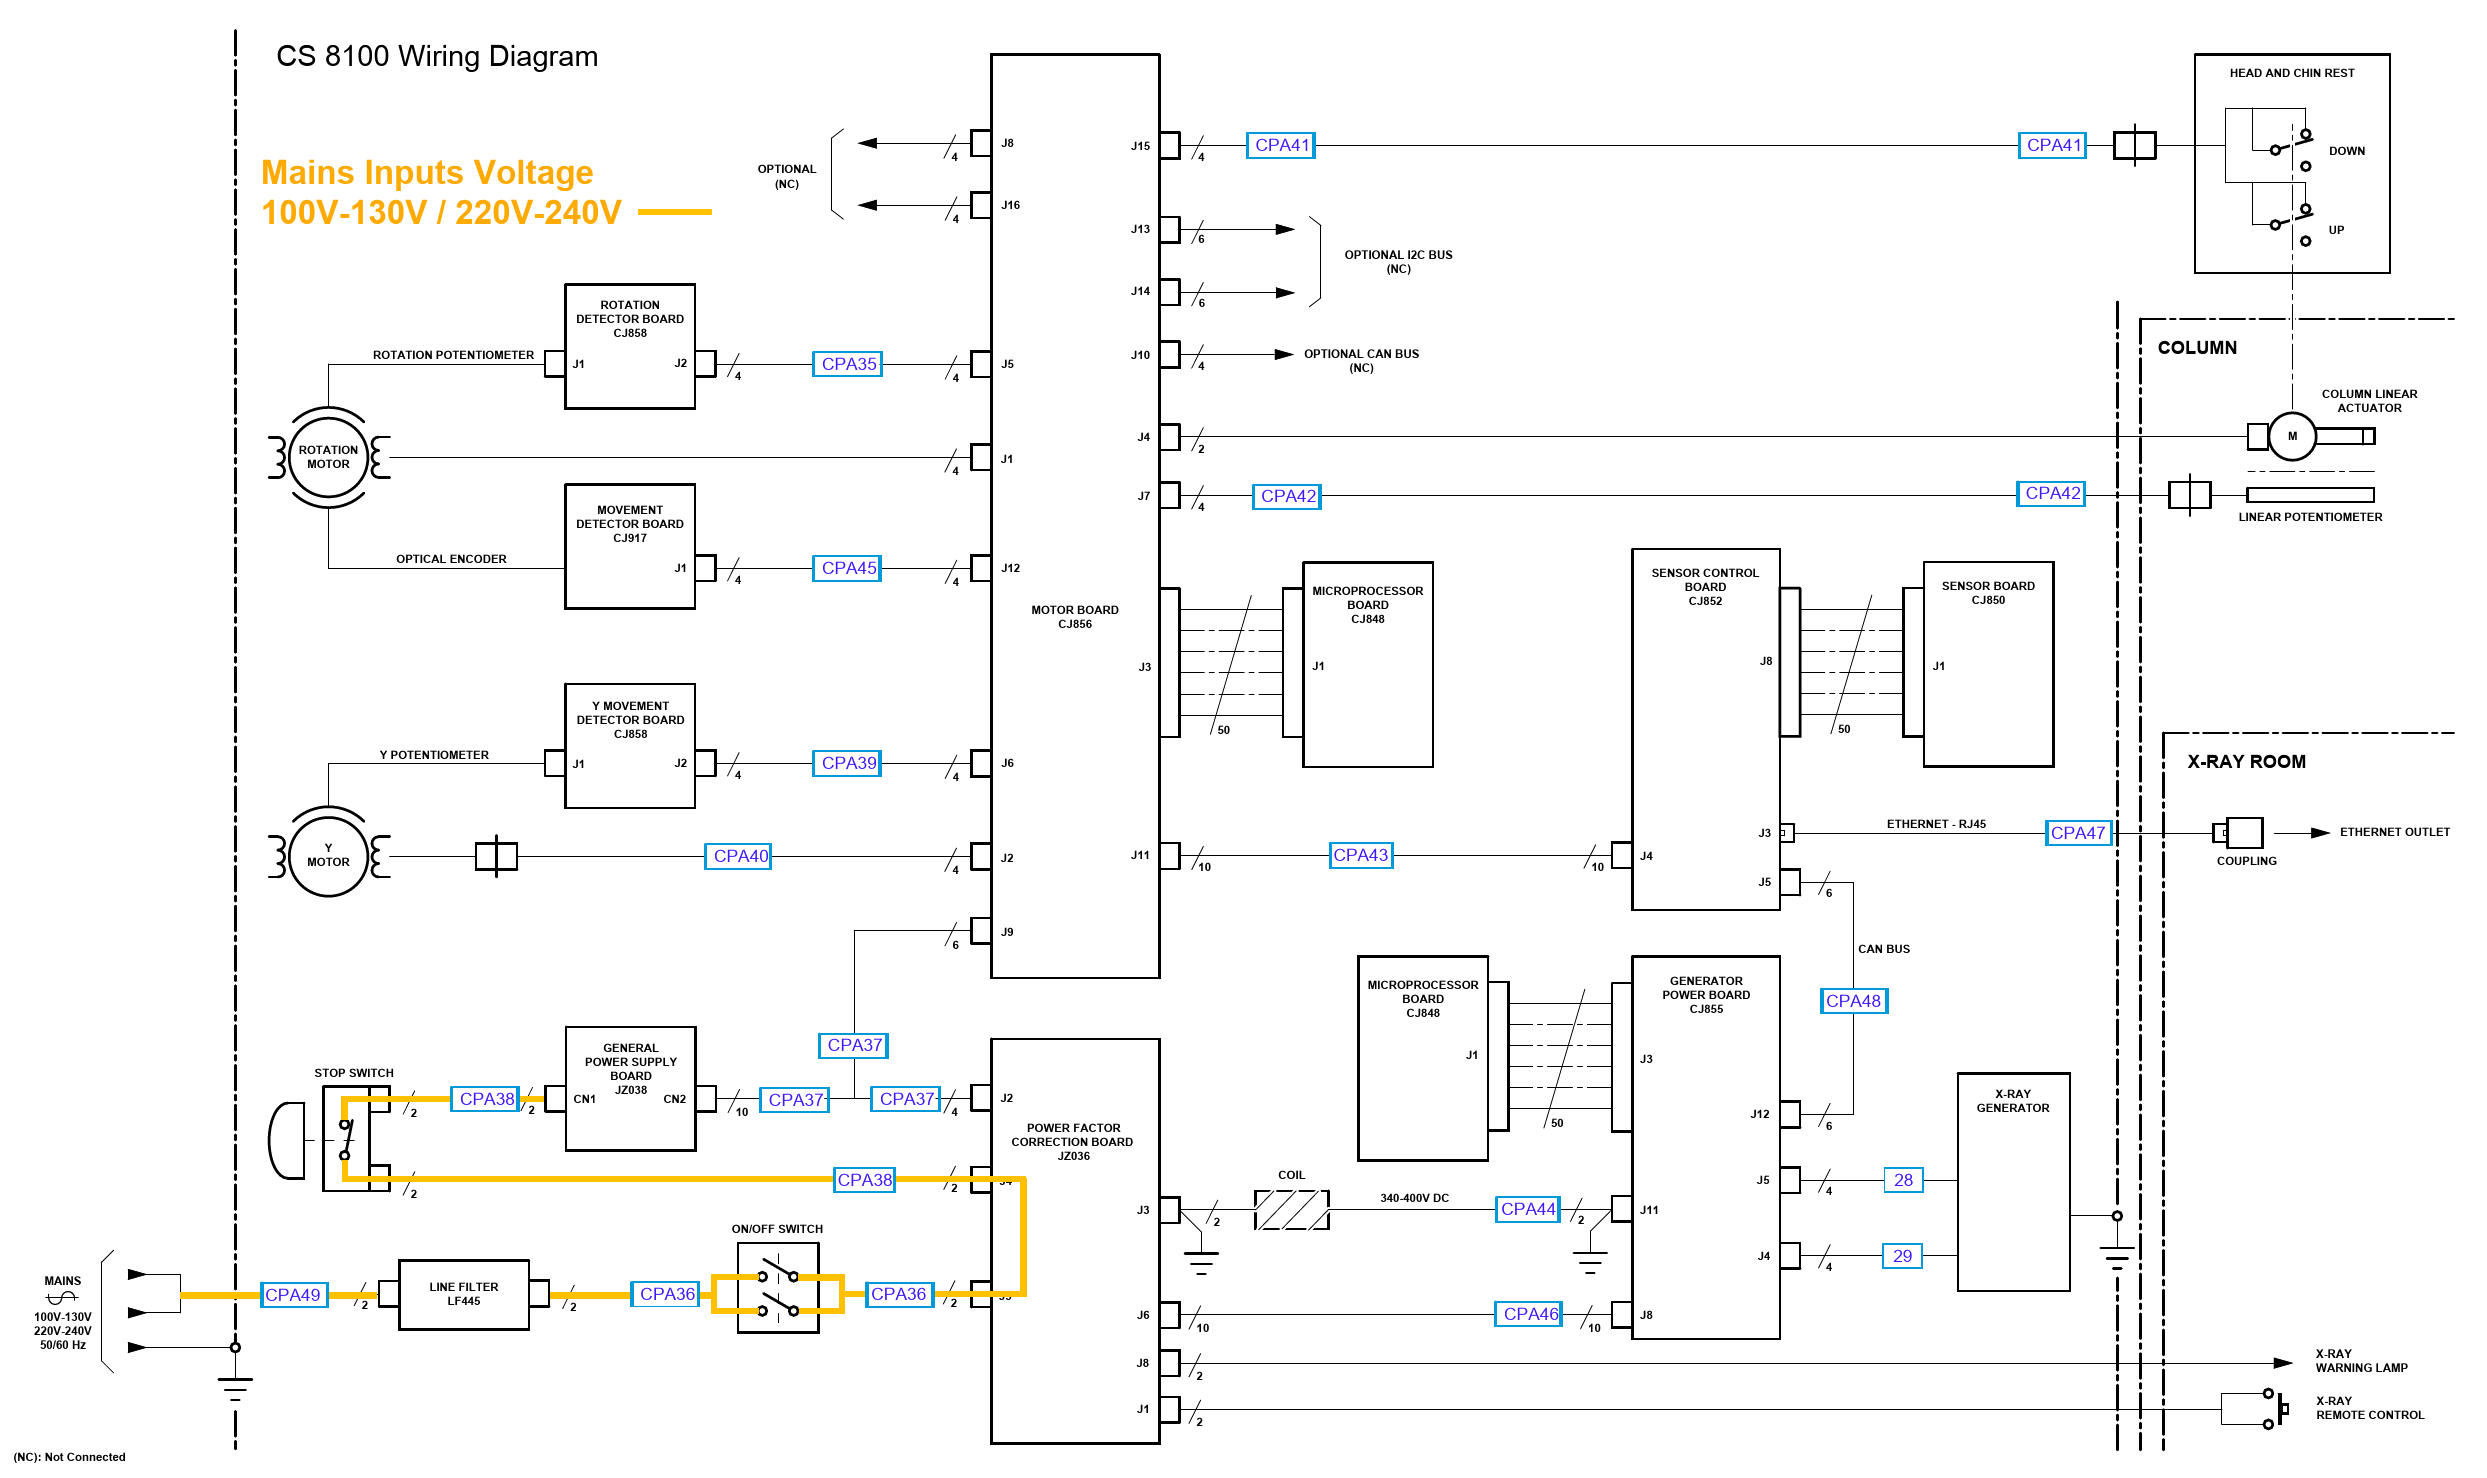 CS 8100 Wiring Diagram
Mains Inputs Voltage
100V-130V / 220V-240V
OPTIONAL
(NC)
4
J8
4
J16
ROTATION
DETECTOR BOARD
CJ858
J1
J2
ROTATION POTENTIOMETER
4
CPA35
4
J5
ROTATION
MOTOR
4
J1
MOVEMENT
DETECTOR BOARD
CJ917
J1
OPTICAL ENCODER
4
CPA45
4
J12
Y MOVEMENT
DETECTOR BOARD
CJ858
J1
J2
Y POTENTIOMETER
4
CPA39
4
J6
Y
MOTOR
CPA40
4
J2
6
J9
MOTOR BOARD
CJ856
J15
4
CPA41
CPA41
HEAD AND CHIN REST
DOWN
UP
J13
6
J14
6
OPTIONAL I2C BUS
(NC)
J10
4
OPTIONAL CAN BUS
(NC)
J4
2
COLUMN
COLUMN LINEAR
ACTUATOR
M
J7
4
CPA42
CPA42
LINEAR POTENTIOMETER
J3
50
MICROPROCESSOR
BOARD
CJ848
J1
SENSOR CONTROL
BOARD
CJ852
J8
50
SENSOR BOARD
CJ850
J1
X-RAY ROOM
J11
10
CPA43
10
J4
J3
ETHERNET - RJ45
CPA47
COUPLING
ETHERNET OUTLET
J5
6
CAN BUS
CPA48
MICROPROCESSOR
BOARD
CJ848
J1
50
GENERATOR
POWER BOARD
CJ855
J3
J12
6
X-RAY
GENERATOR
J5
4
28
J4
4
29
STOP SWITCH
2
CPA38
2
GENERAL
POWER SUPPLY
BOARD
JZ038
CN1
CN2
10
CPA37
CPA37
CPA37
4
J2
POWER FACTOR
CORRECTION BOARD
JZ036
2
CPA38
2
J3
2
COIL
340-400V DC
CPA44
2
J11
MAINS
100V-130V
220V-240V
50/60 Hz
CPA49
2
LINE FILTER
LF445
2
CPA36
ON/OFF SWITCH
CPA36
2
J6
10
CPA46
10
J8
J8
2
X-RAY
WARNING LAMP
J1
2
X-RAY
REMOTE CONTROL
(NC): Not Connected